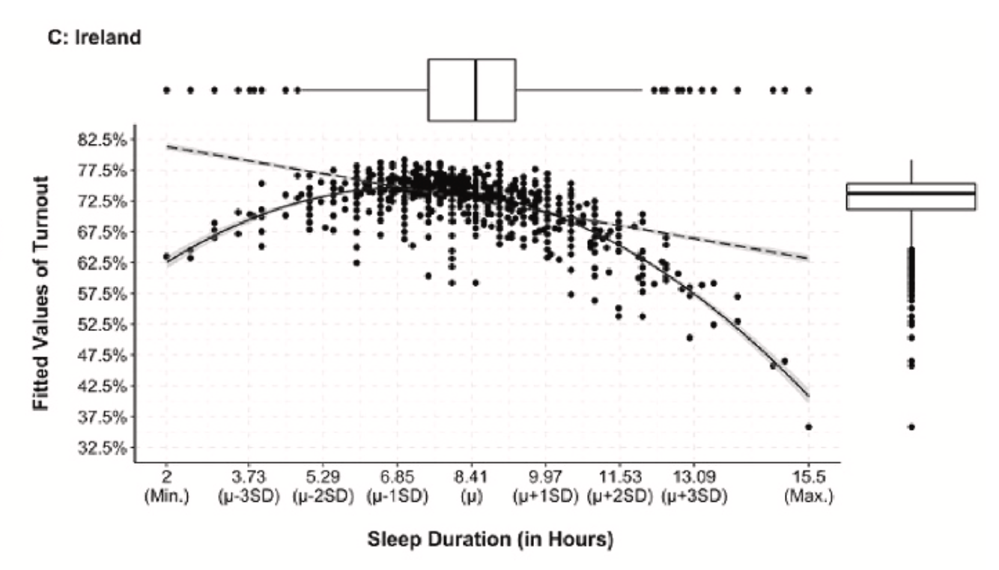 C: Ireland
Fitted Values of Turnout
82.5%
77.5%
72.5%
67.5%
62.5%
57.5%
52.5%
47.5%
42.5%
37.5%
32.5%
2 3.73 5.29 6.85 8.41 9.97 11.53 13.09 15.5
(Min.) (μ-3SD) (μ-2SD) (μ-1SD) (μ) (μ+1SD) (μ+2SD) (μ+3SD) (Max.)
Sleep Duration (in Hours)